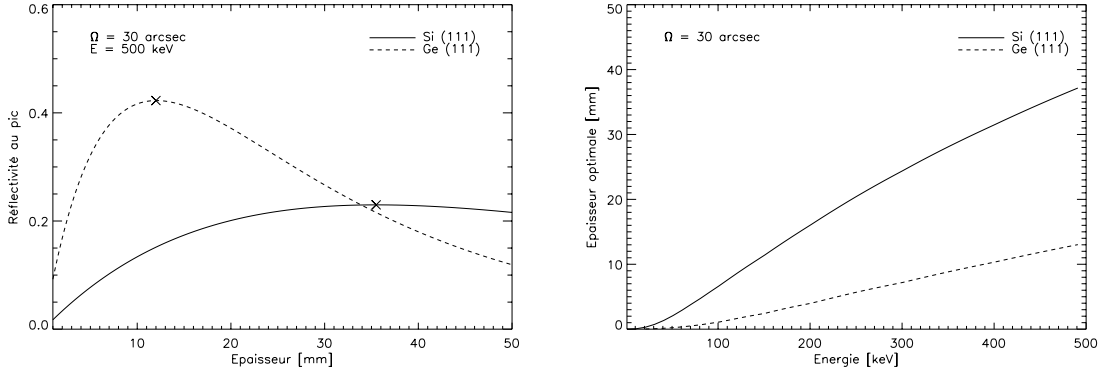 0.6
0.4
0.2
0.0
Réflectivité au pic
Ω = 30 arcsec
E = 500 keV
Si (111)
Ge (111)
10
20
30
40
50
Epaisseur [mm]
50
40
30
20
10
0
Epaisseur optimale [mm]
Ω = 30 arcsec
Si (111)
Ge (111)
100
200
300
400
500
Energie [keV]